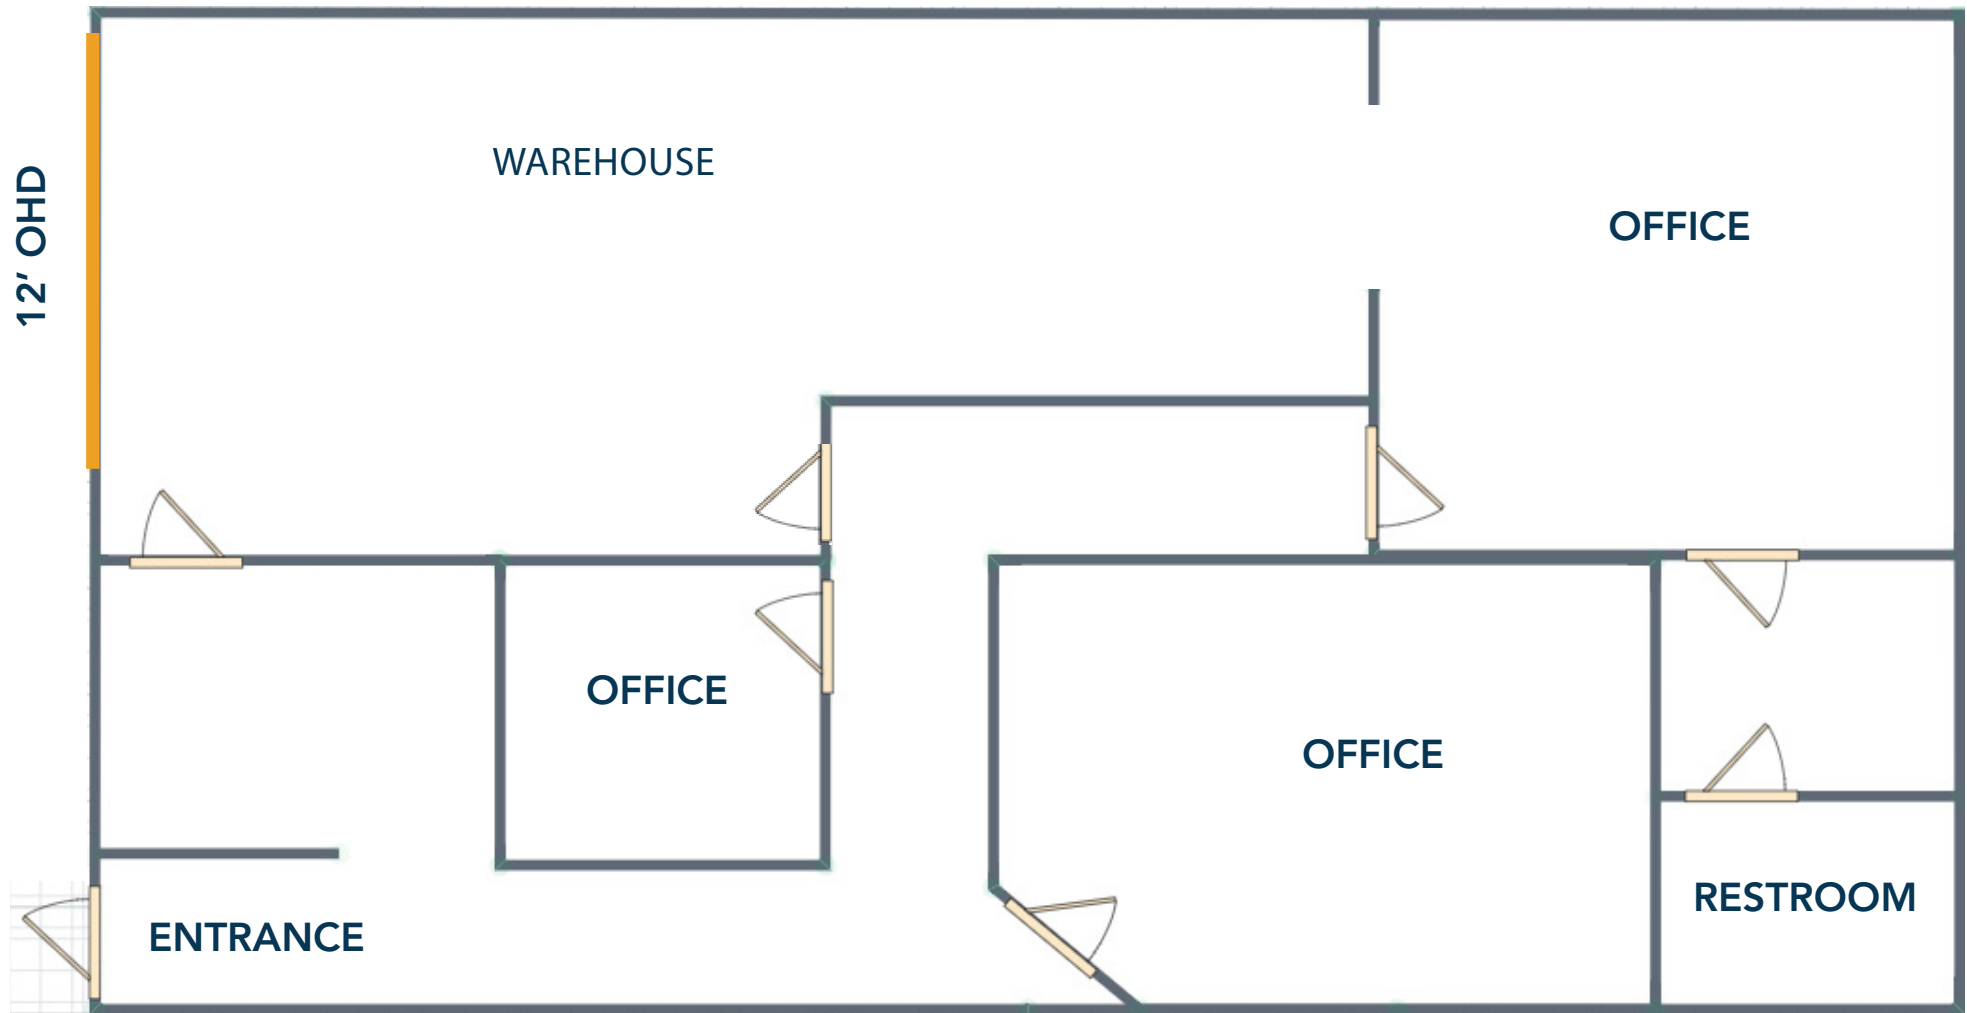 WAREHOUSE
12’ OHD
OFFICE
OFFICE
OFFICE
RESTROOM
ENTRANCE